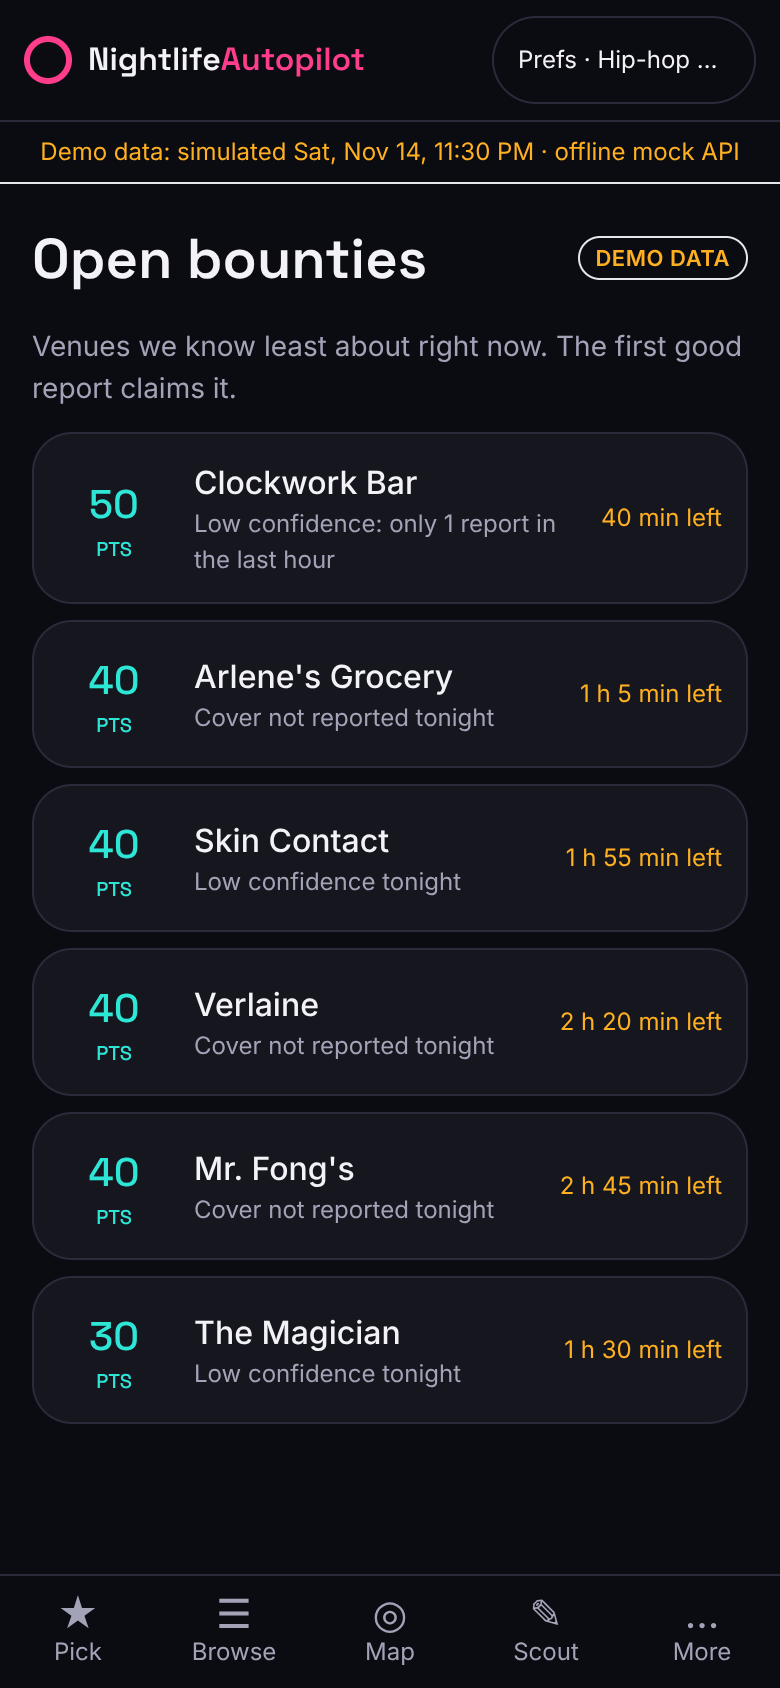 NightlifeAutopilot
Prefs · Hip-hop ...
Demo data: simulated Sat, Nov 14, 11:30 PM · offline mock API
Open bounties
DEMO DATA
Venues we know least about right now. The first good
report claims it.
50
PTS
Clockwork Bar
Low confidence: only 1 report in
the last hour
40 min left
40
PTS
Arlene's Grocery
Cover not reported tonight
1 h 5 min left
40
PTS
Skin Contact
Low confidence tonight
1 h 55 min left
40
PTS
Verlaine
Cover not reported tonight
2 h 20 min left
40
PTS
Mr. Fong's
Cover not reported tonight
2 h 45 min left
30
PTS
The Magician
Low confidence tonight
1 h 30 min left
Pick
Browse
Map
Scout
More